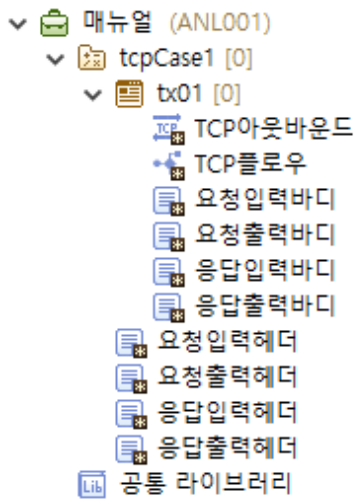 매뉴얼 (ANL001)
tcpCase1 [0]
tx01 [0]
TCP TCP아웃바운드
TCP플로우
요청입력바디
요청출력바디
응답입력바디
응답출력바디
요청입력헤더
요청출력헤더
응답입력헤더
응답출력헤더
Lib 공통 라이브러리